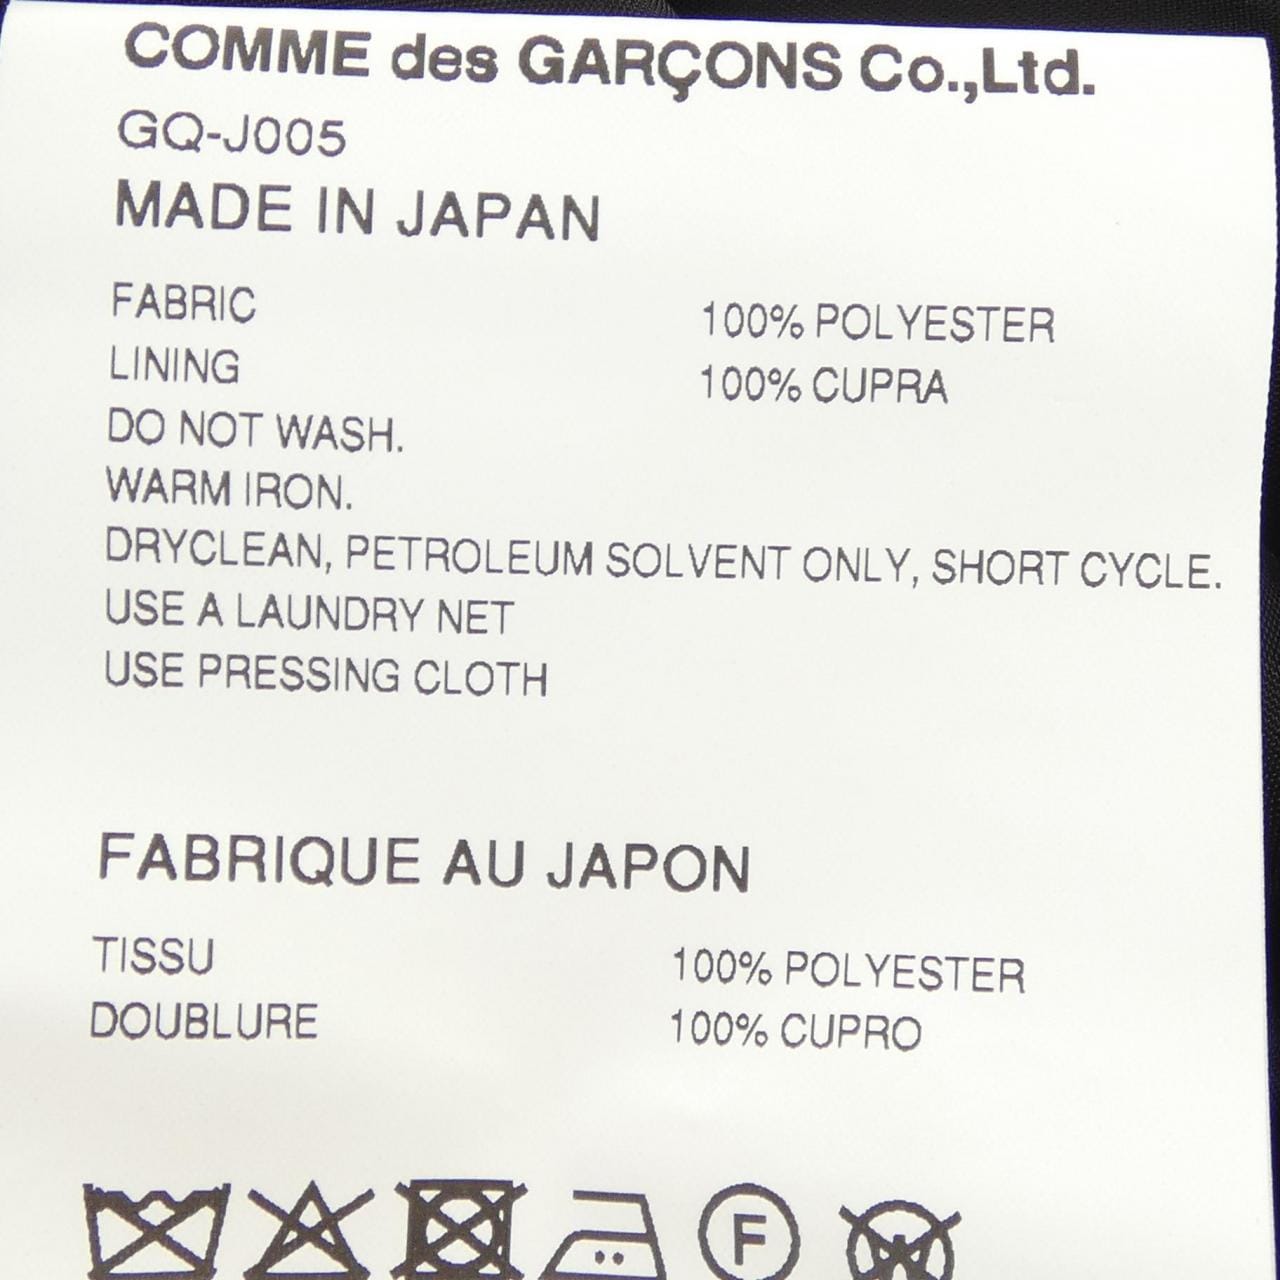 COMME des GARÇONS Co.,Ltd.
GQ-J005
MADE IN JAPAN
FABRIC 100% POLYESTER
LINING 100% CUPRA
DO NOT WASH.
WARM IRON.
DRYCLEAN, PETROLEUM SOLVENT ONLY, SHORT CYCLE.
USE A LAUNDRY NET
USE PRESSING CLOTH
FABRIQUE AU JAPON
TISSU 100% POLYESTER
DOUBLURE 100% CUPRO
F W